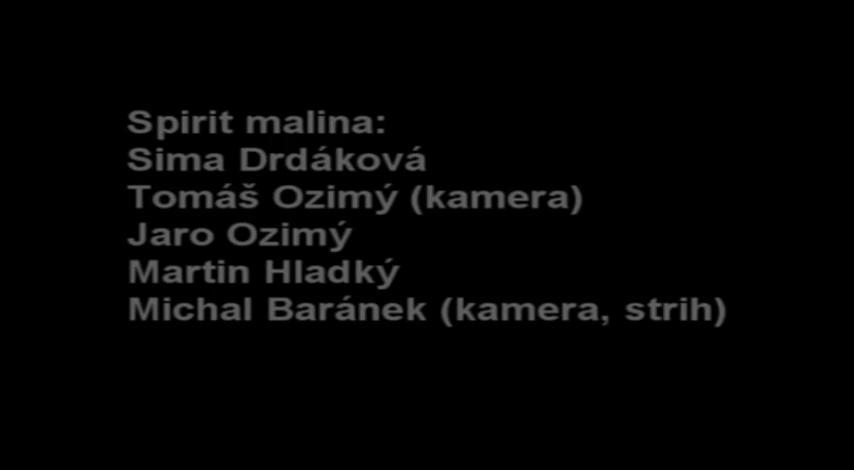 Spirit malina:
Sima Drdáková
Tomáš Ozimý (kamera)
Jaro Ozimý
Martin Hladký
Michal Baránek (kamera, strih)